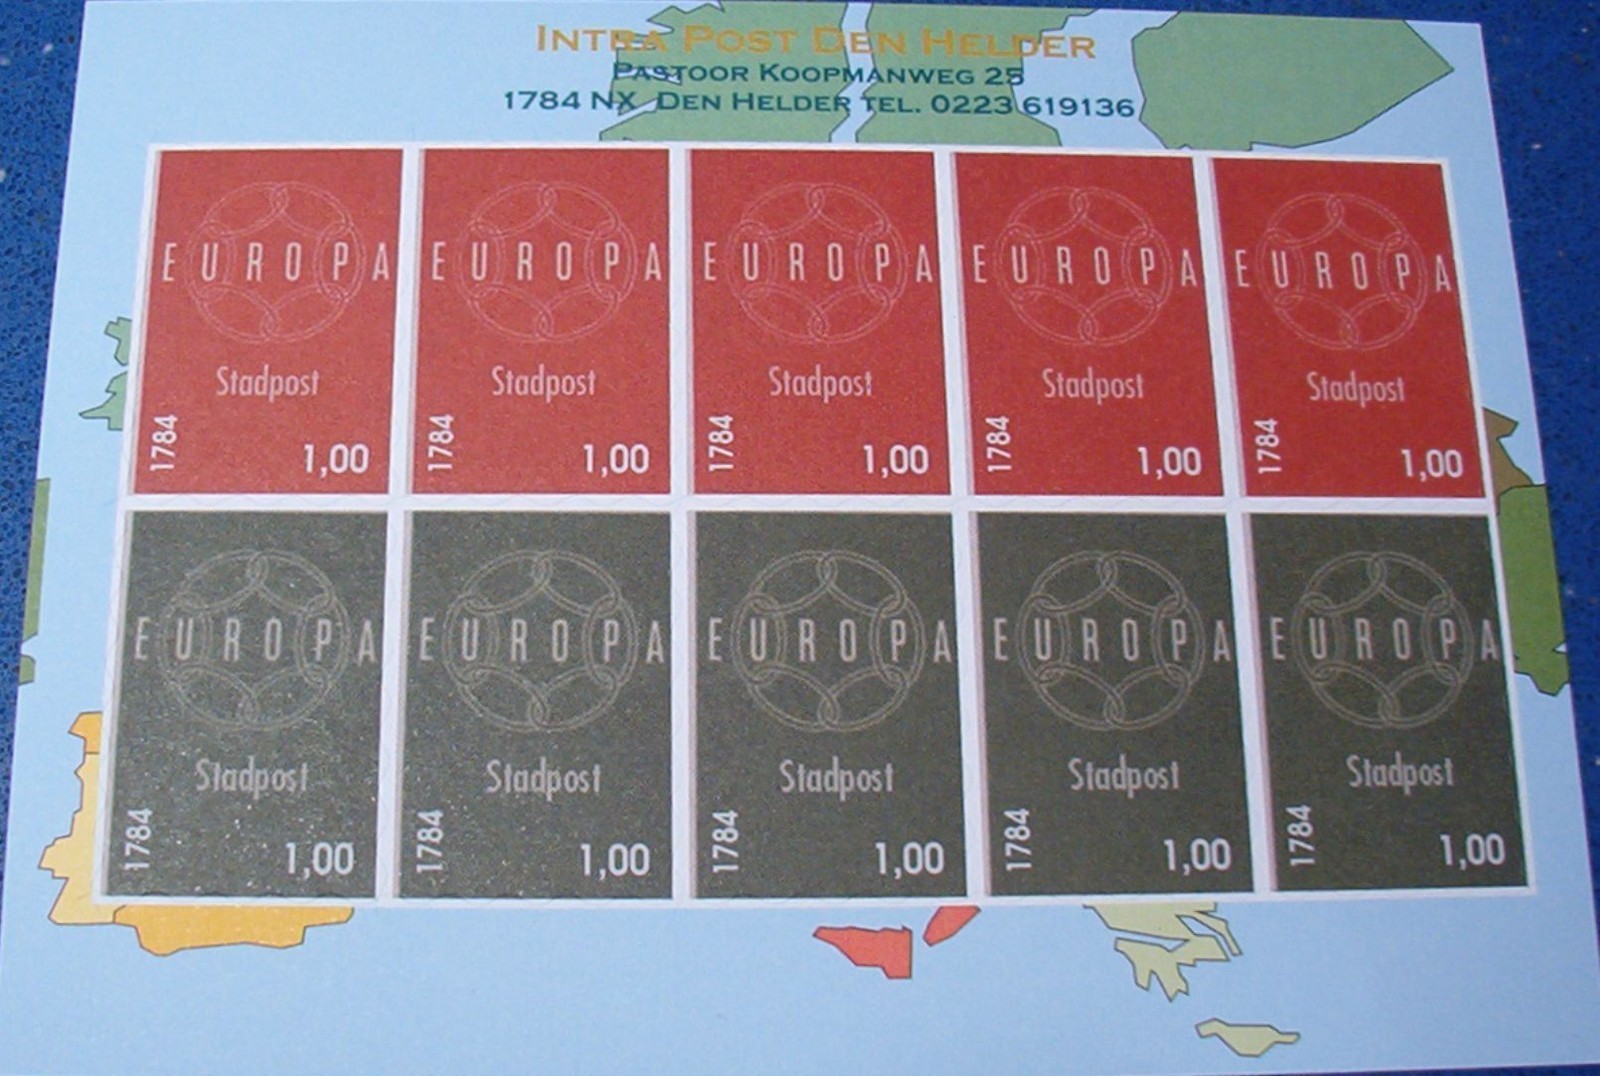 INTRA POST DEN HELDER
PASTOOR KOOPMANWEG 25
1784 NX DEN HELDER TEL. 0223 619136
EUROPA EUROPA EUROPA EUROPA EUROPA
Stadpost Stadpost Stadpost Stadpost Stadpost
1784 1,00 1784 1,00 1784 1,00 1784 1,00 1784 1,00
EUROPA EUROPA EUROPA EUROPA EUROPA
Stadpost Stadpost Stadpost Stadpost Stadpost
1784 1,00 1784 1,00 1784 1,00 1784 1,00 1784 1,00